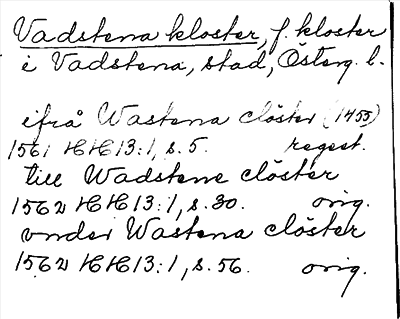 Vadstena kloster, f. kloster
i Vadstena, stad, Österg. l.
ifrå Wastena clöster (1455)
1561 HH 13:1, s. 5. regest.
till Wadstene clöster
1562 HH 13:1, s. 30. orig.
vnder Wastena clöster
1562 HH 13:1, s. 56. orig.